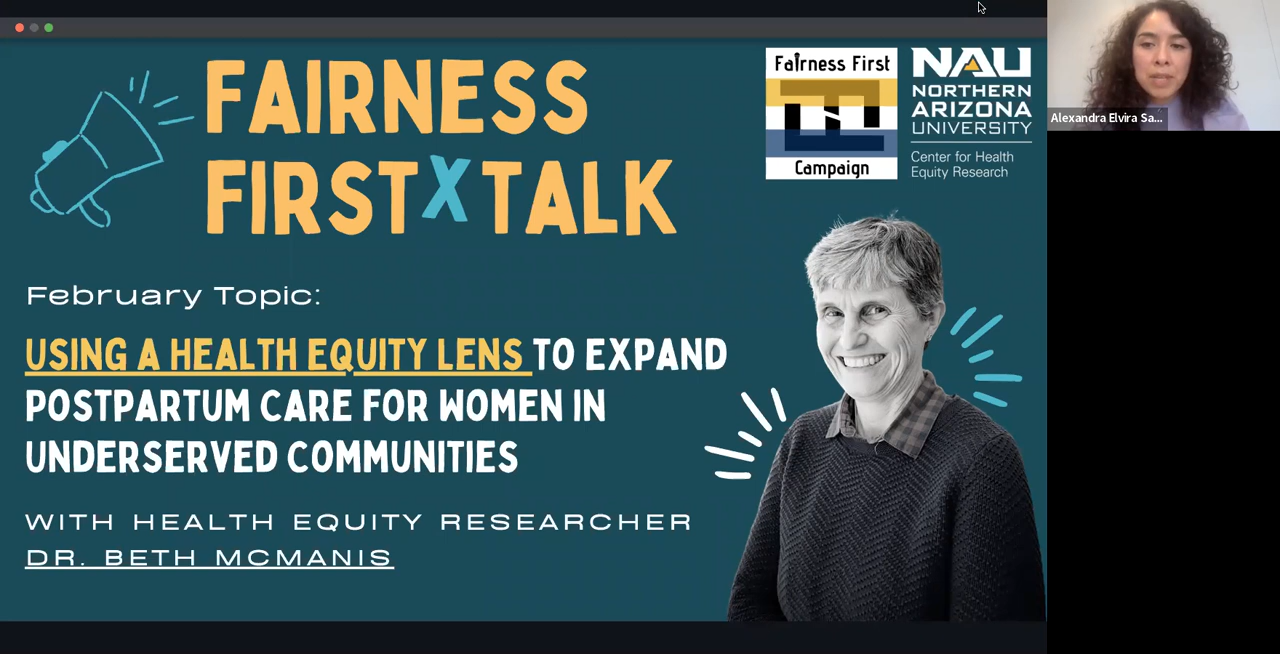 FAIRNESS
FIRST X TALK
Fairness First
Campaign
NAU
NORTHERN
ARIZONA
UNIVERSITY
Center for Health
Equity Research
Alexandra Elvira Sa...
February Topic:
USING A HEALTH EQUITY LENS TO EXPAND
POSTPARTUM CARE FOR WOMEN IN
UNDERSERVED COMMUNITIES
WITH HEALTH EQUITY RESEARCHER
DR. BETH MCMANIS